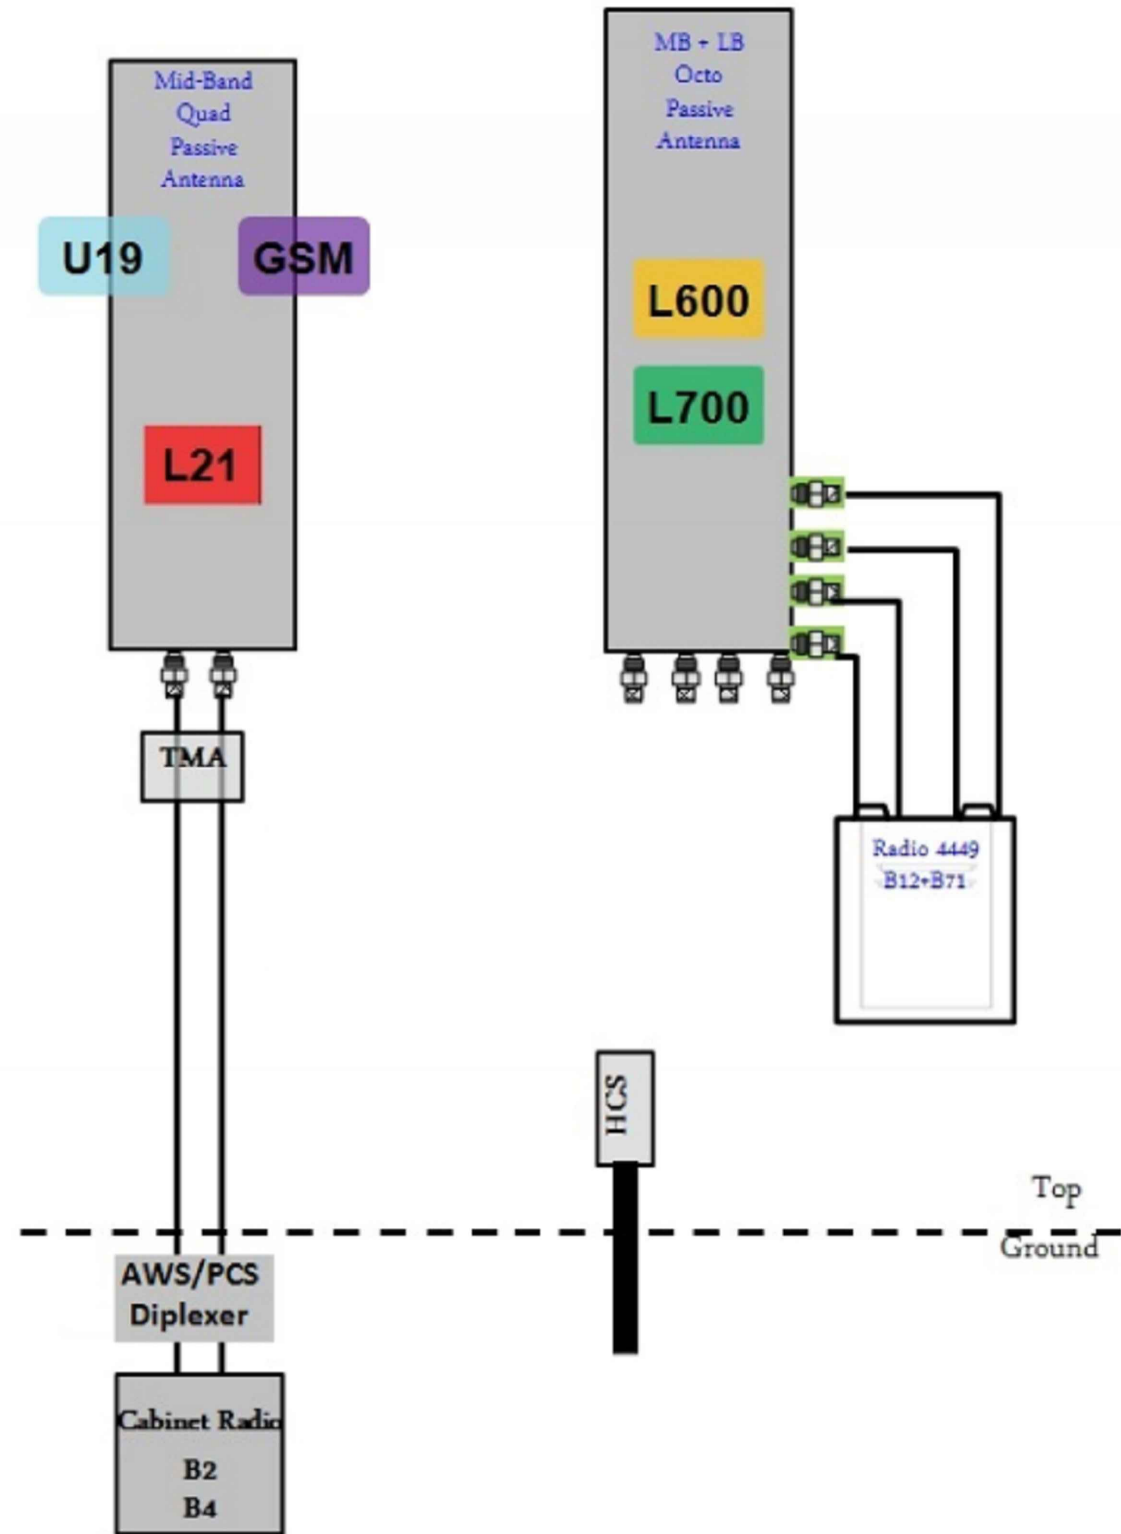 Mid-Band
Quad
Passive
Antenna
U19
GSM
L21
TMA
AWS/PCS
Diplexer
Cabinet Radio
B2
B4
MB + LB
Octo
Passive
Antenna
L600
L700
Radio 4449
B12+B71
HCS
Top
Ground